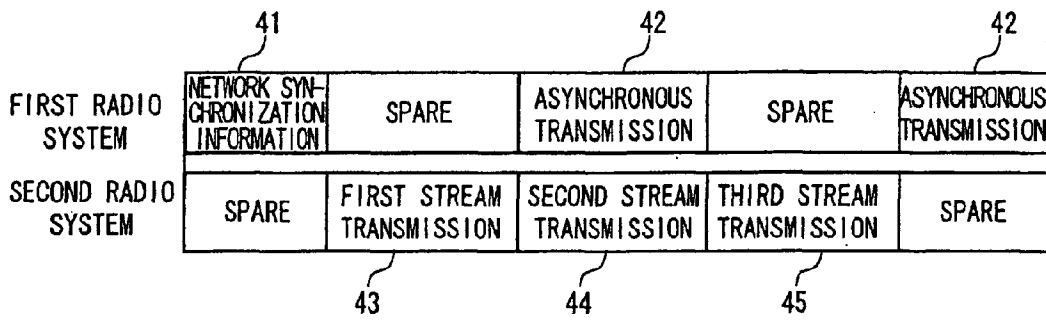 41
42
42
FIRST RADIO
SYSTEM
NETWORK SYN-
CHRONIZATION
INFORMATION
SPARE
ASYNCHRONOUS
TRANSMISSION
SPARE
ASYNCHRONOUS
TRANSMISSION
SECOND RADIO
SYSTEM
SPARE
FIRST STREAM
TRANSMISSION
SECOND STREAM
TRANSMISSION
THIRD STREAM
TRANSMISSION
SPARE
43
44
45